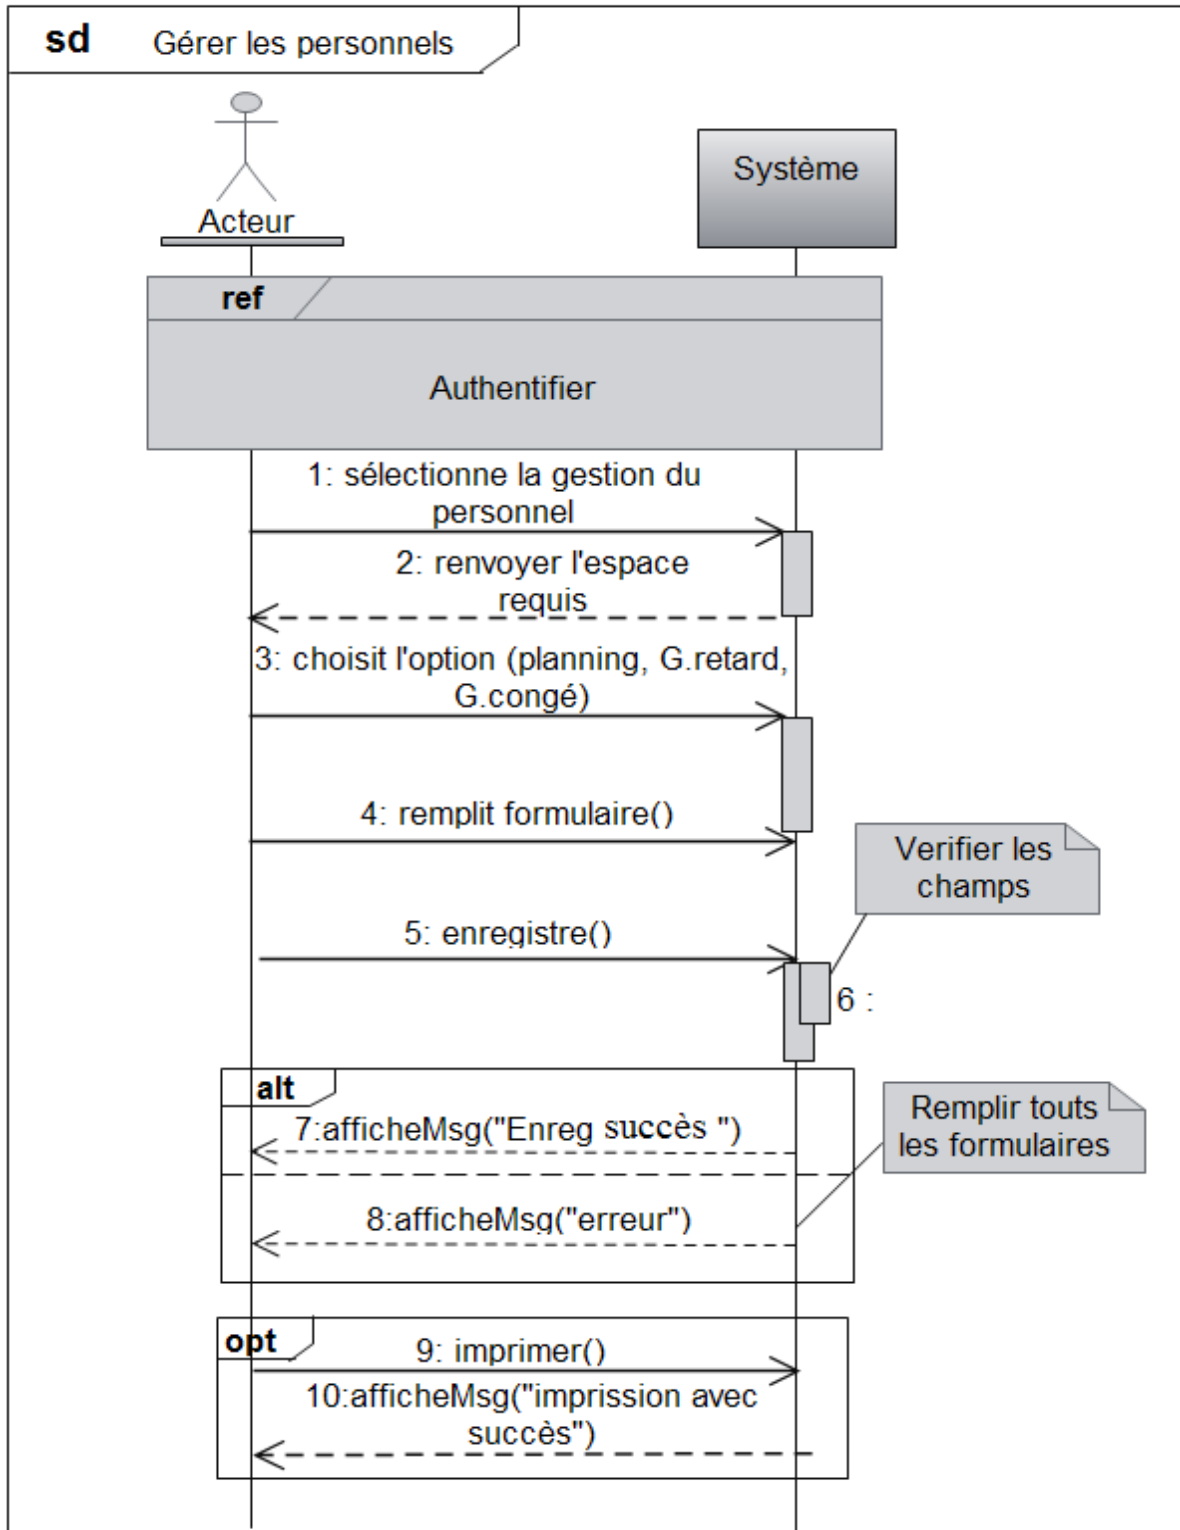 sd Gérer les personnels
Acteur
Système
ref
Authentifier
1: sélectionne la gestion du
personnel
2: renvoyer l'espace
requis
3: choisit l'option (planning, G.retard,
G.congé)
4: remplit formulaire()
Verifier les
champs
5: enregistre()
6 :
alt
7:afficheMsg("Enreg succès ")
Remplir touts
les formulaires
8:afficheMsg("erreur")
opt
9: imprimer()
10:afficheMsg("imprission avec
succès")